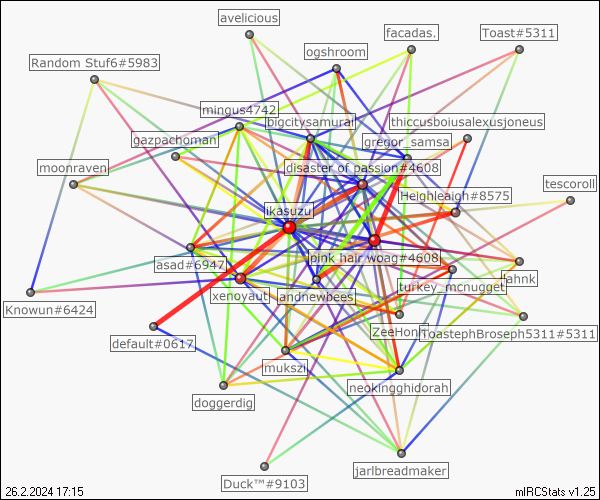 avelicious
facadas.
Toast#5311
ogshroom
Random Stuf6#5983
mingus4742
bigcitysamurai
thiccusboiusalexusjoneus
gazpachoman
gregor_samsa
moonraven
disaster of passion#4608
tescoroll
Heighleaigh#8575
ikasuzu
asad#6947
pink hair woag#4608
rahnk
turkey_mcnugget
xenoyaut
andnewbees
Knowun#6424
default#0617
ZeeHonk
ToastephBroseph5311#5311
mukszi
neokingghidorah
doggerdig
jarlbreadmaker
Duck™#9103
26.2.2024 17:15
mIRCStats v1.25